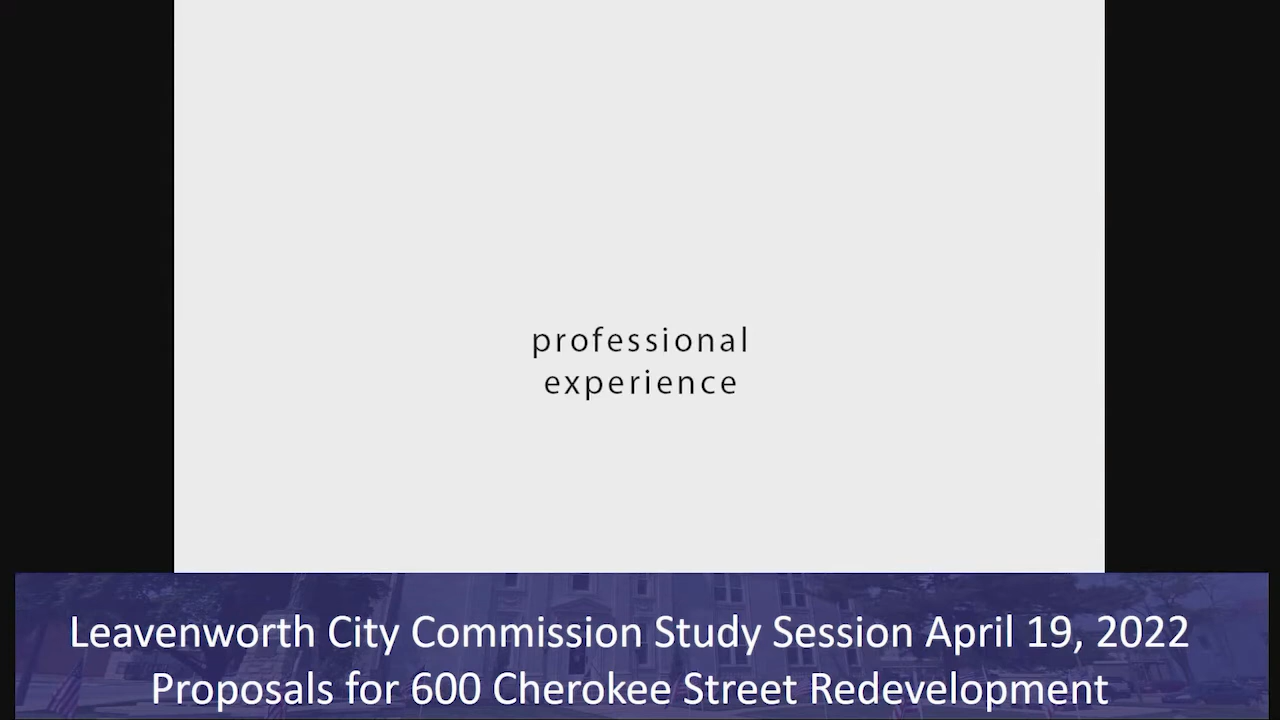 professional
experience
Leavenworth City Commission Study Session April 19, 2022
Proposals for 600 Cherokee Street Redevelopment